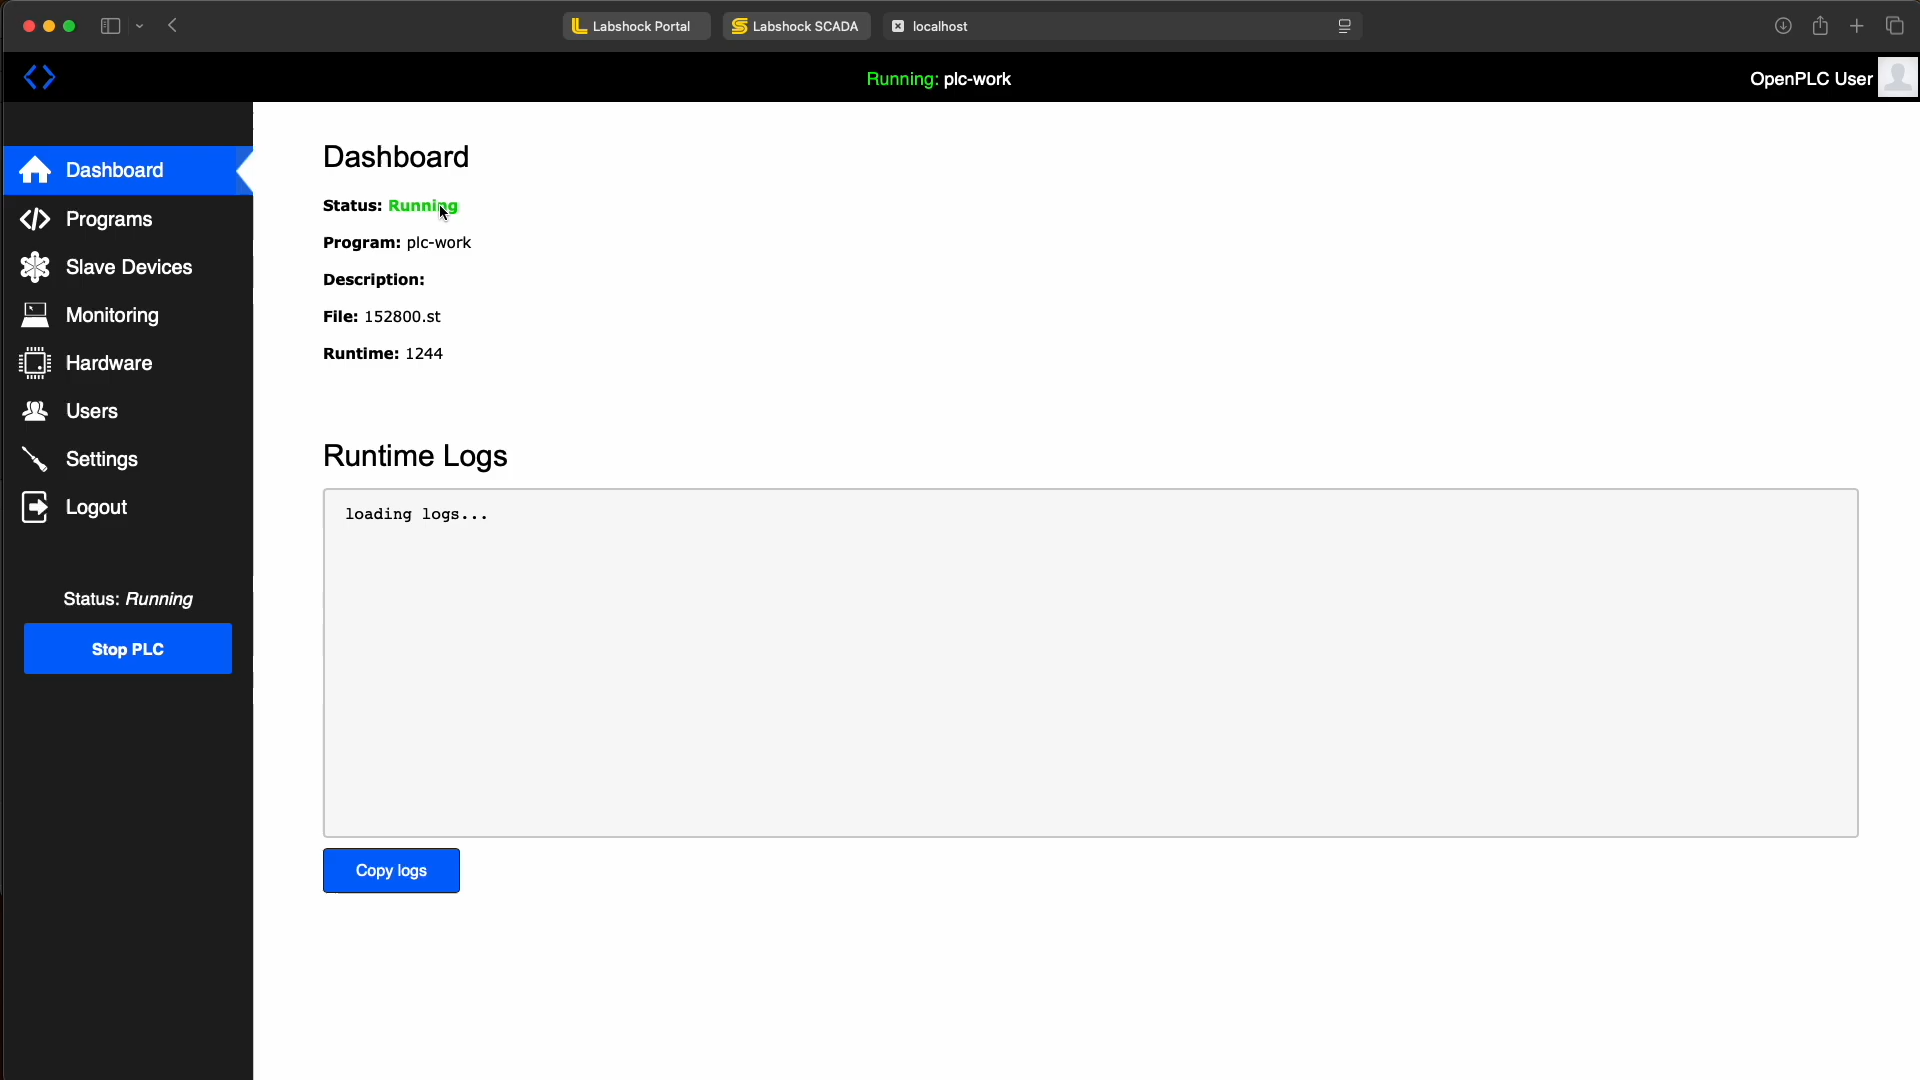 Labshock Portal
Labshock SCADA
localhost
Running: plc-work
OpenPLC User
Dashboard
Programs
Slave Devices
Monitoring
Hardware
Users
Settings
Logout
Status: Running
Stop PLC
Dashboard
Status: Running
Program: plc-work
Description:
File: 152800.st
Runtime: 1244
Runtime Logs
loading logs...
Copy logs